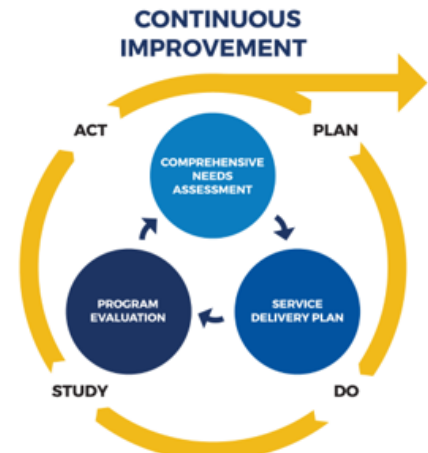 CONTINUOUS
IMPROVEMENT
ACT
PLAN
COMPREHENSIVE
NEEDS
ASSESSMENT
PROGRAM
EVALUATION
SERVICE
DELIVERY PLAN
STUDY
DO